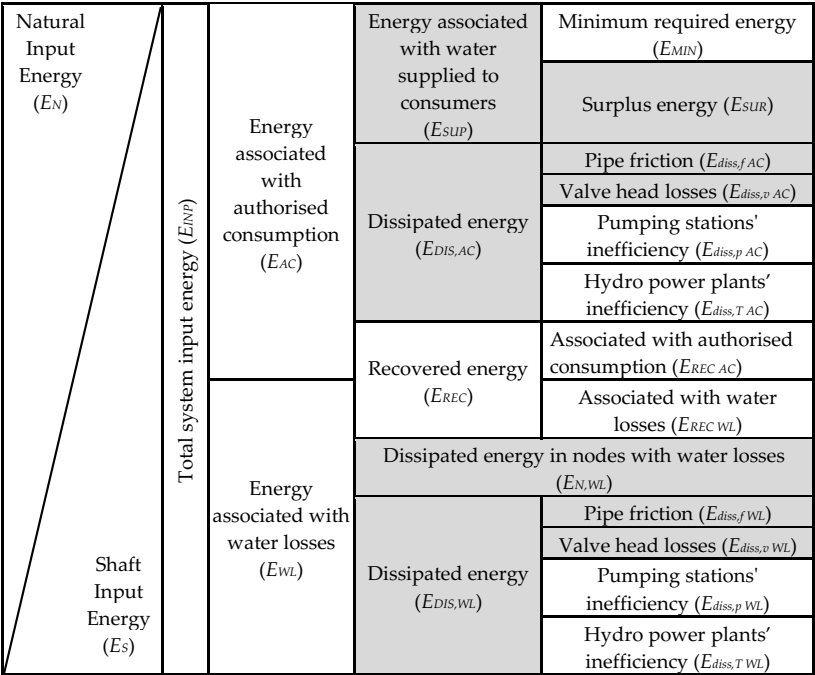 Natural
Input
Energy
(EN)
Shaft
Input
Energy
(ES)
Total system input energy (EINP)
Energy
associated
with
authorised
consumption
(EAC)
Energy
associated with
water losses
(EWL)
Energy associated
with water
supplied to
consumers
(ESUP)
Minimum required energy
(EMIN)
Surplus energy (ESUR)
Dissipated energy
(EDIS,AC)
Pipe friction (Ediss,f AC)
Valve head losses (Ediss,v AC)
Pumping stations'
inefficiency (Ediss,p AC)
Hydro power plants’
inefficiency (Ediss,T AC)
Recovered energy
(EREC)
Associated with authorised
consumption (EREC AC)
Associated with water
losses (EREC WL)
Dissipated energy in nodes with water losses
(EN,WL)
Dissipated energy
(EDIS,WL)
Pipe friction (Ediss,f WL)
Valve head losses (Ediss,v WL)
Pumping stations'
inefficiency (Ediss,p WL)
Hydro power plants’
inefficiency (Ediss,T WL)